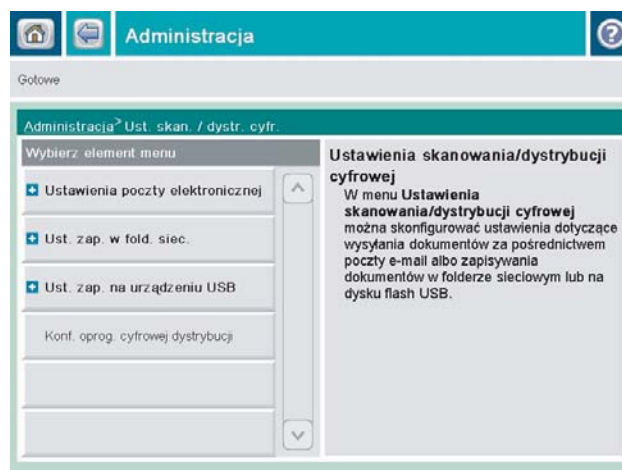 Administracja
?
Gotowe
Administracja> Ust. skan. / dystr. cyfr.
Wybierz element menu
Ustawienia poczty elektronicznej
Ust. zap. w fold. siec.
Ust. zap. na urządzeniu USB
Konf. oprog. cyfrowej dystrybucji
Ustawienia skanowania/dystrybucji
cyfrowej
W menu Ustawienia
skanowania/dystrybucji cyfrowej
można skonfigurować ustawienia dotyczące
wysyłania dokumentów za pośrednictwem
poczty e-mail albo zapisywania
dokumentów w folderze sieciowym lub na
dysku flash USB.